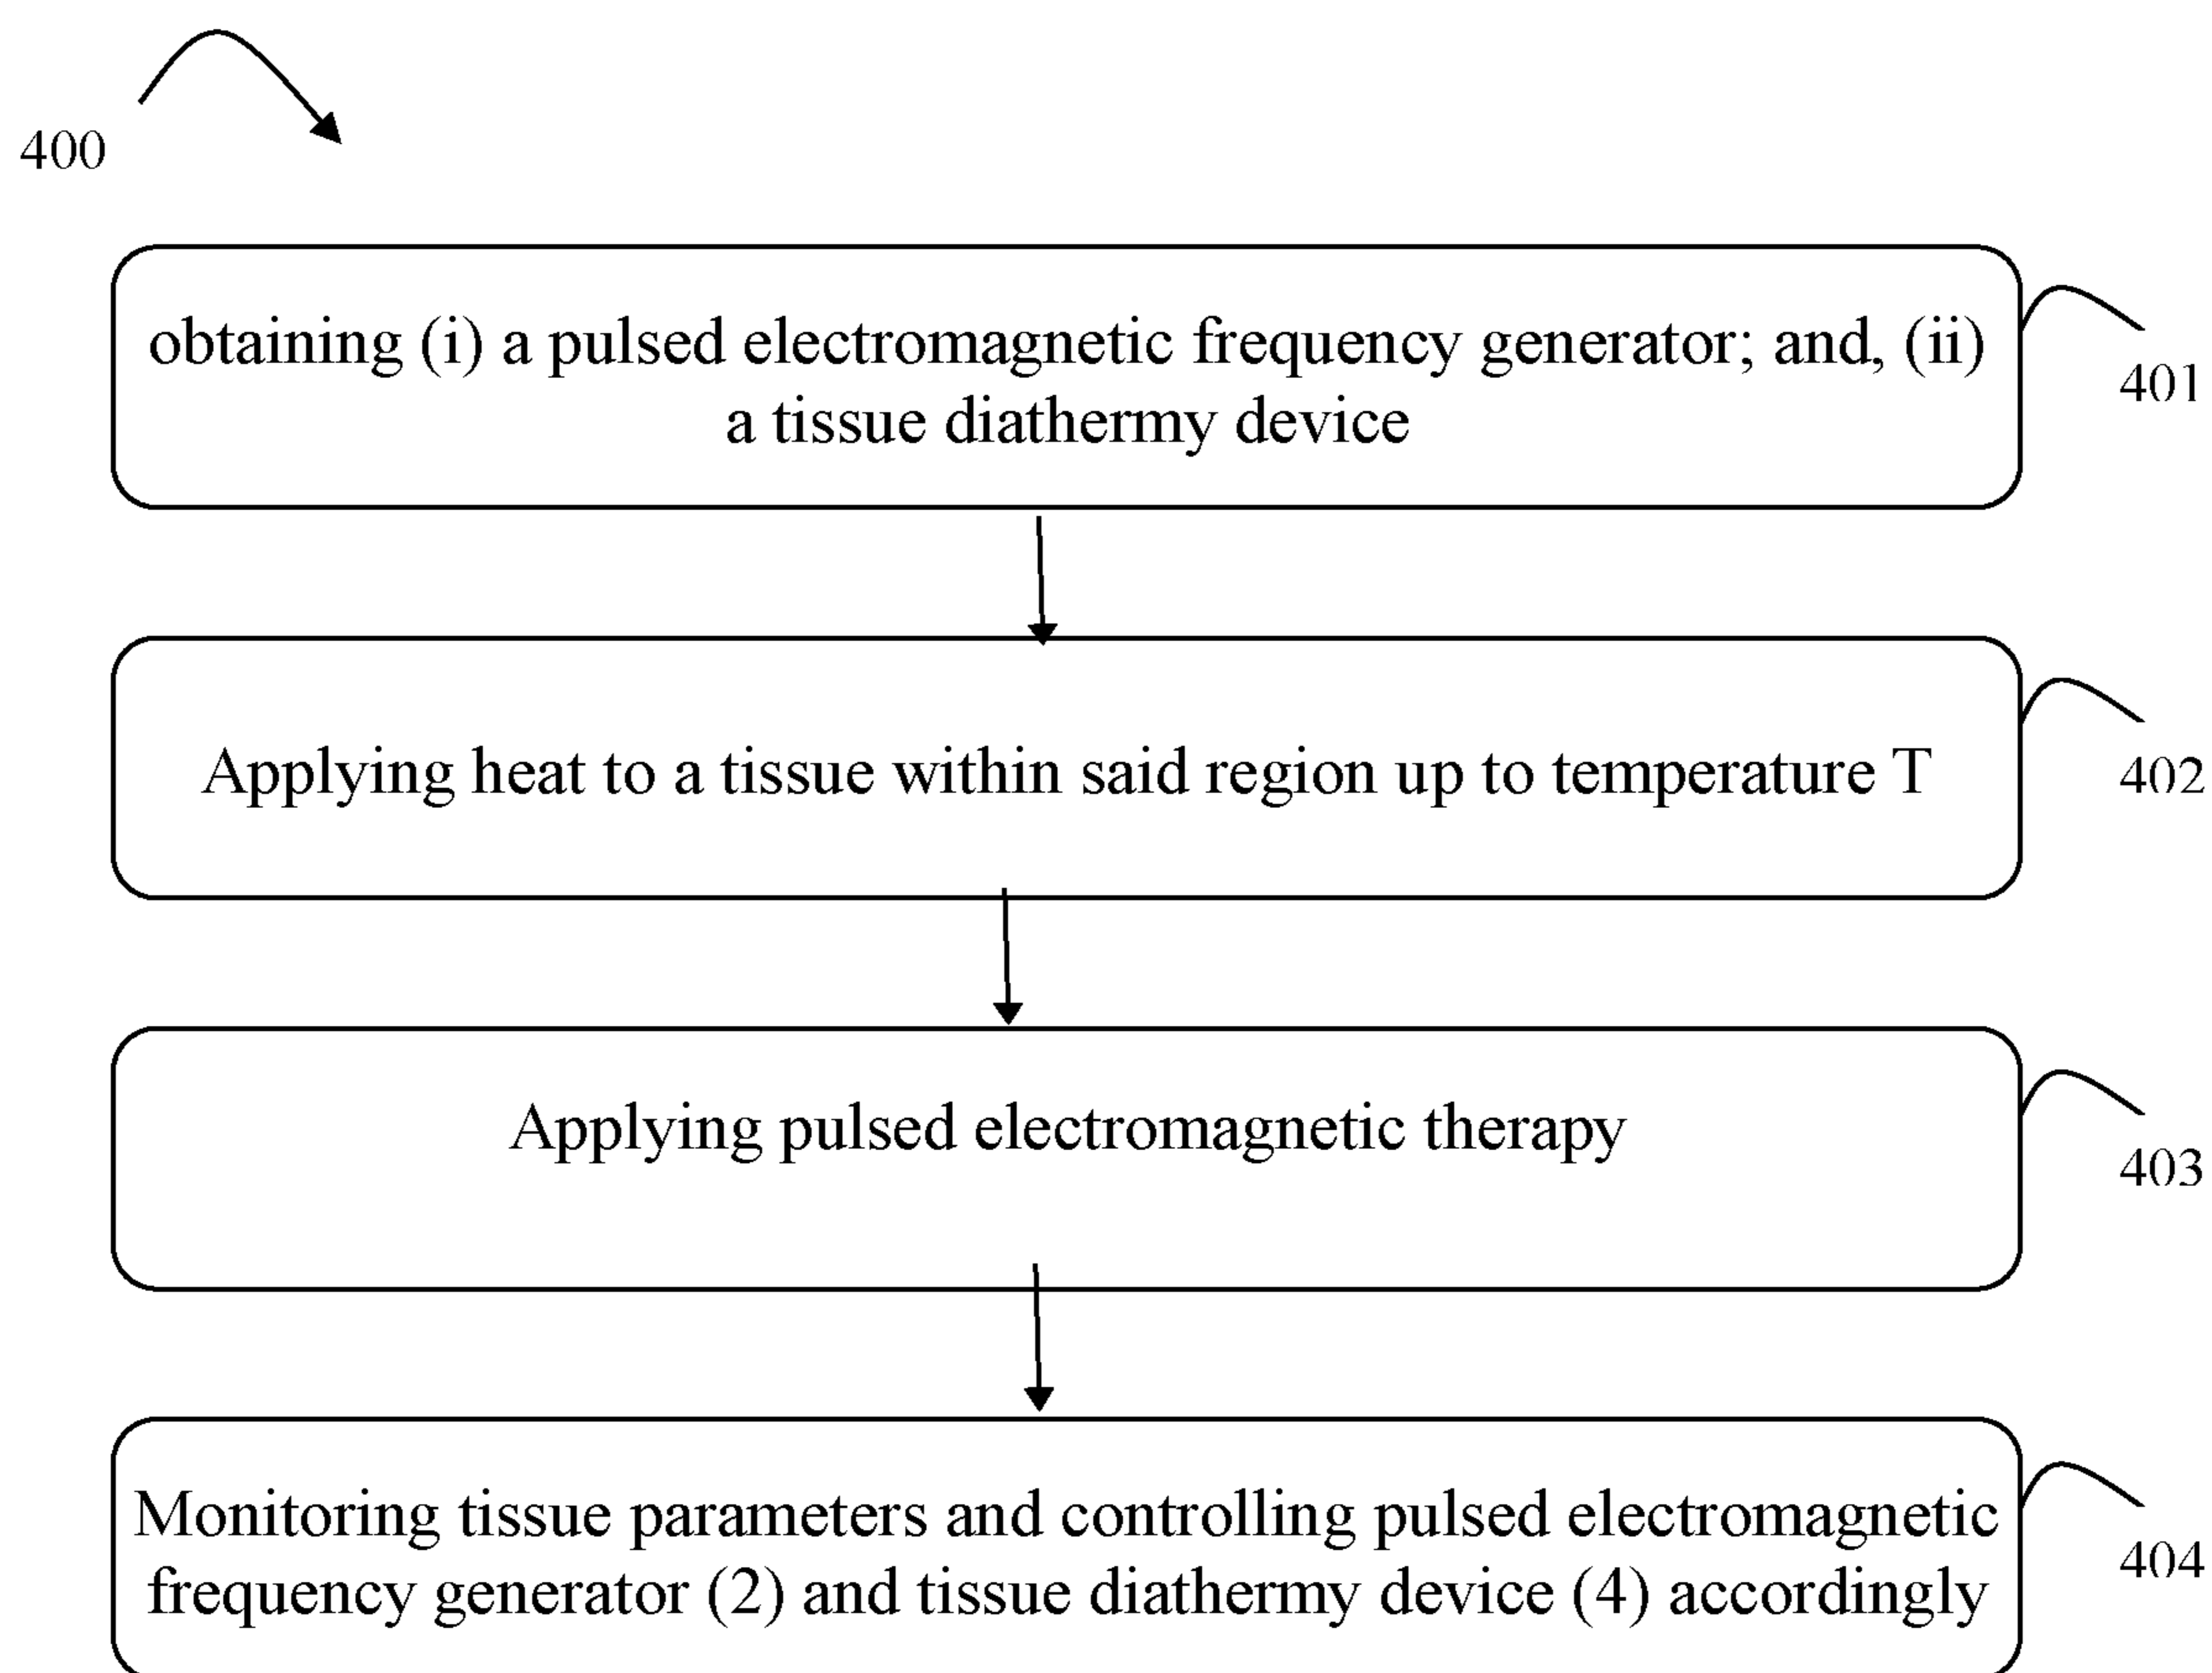 400
obtaining (i) a pulsed electromagnetic frequency generator; and, (ii)
a tissue diathermy device
401
Applying heat to a tissue within said region up to temperature T
402
Applying pulsed electromagnetic therapy
403
Monitoring tissue parameters and controlling pulsed electromagnetic
frequency generator (2) and tissue diathermy device (4) accordingly
404